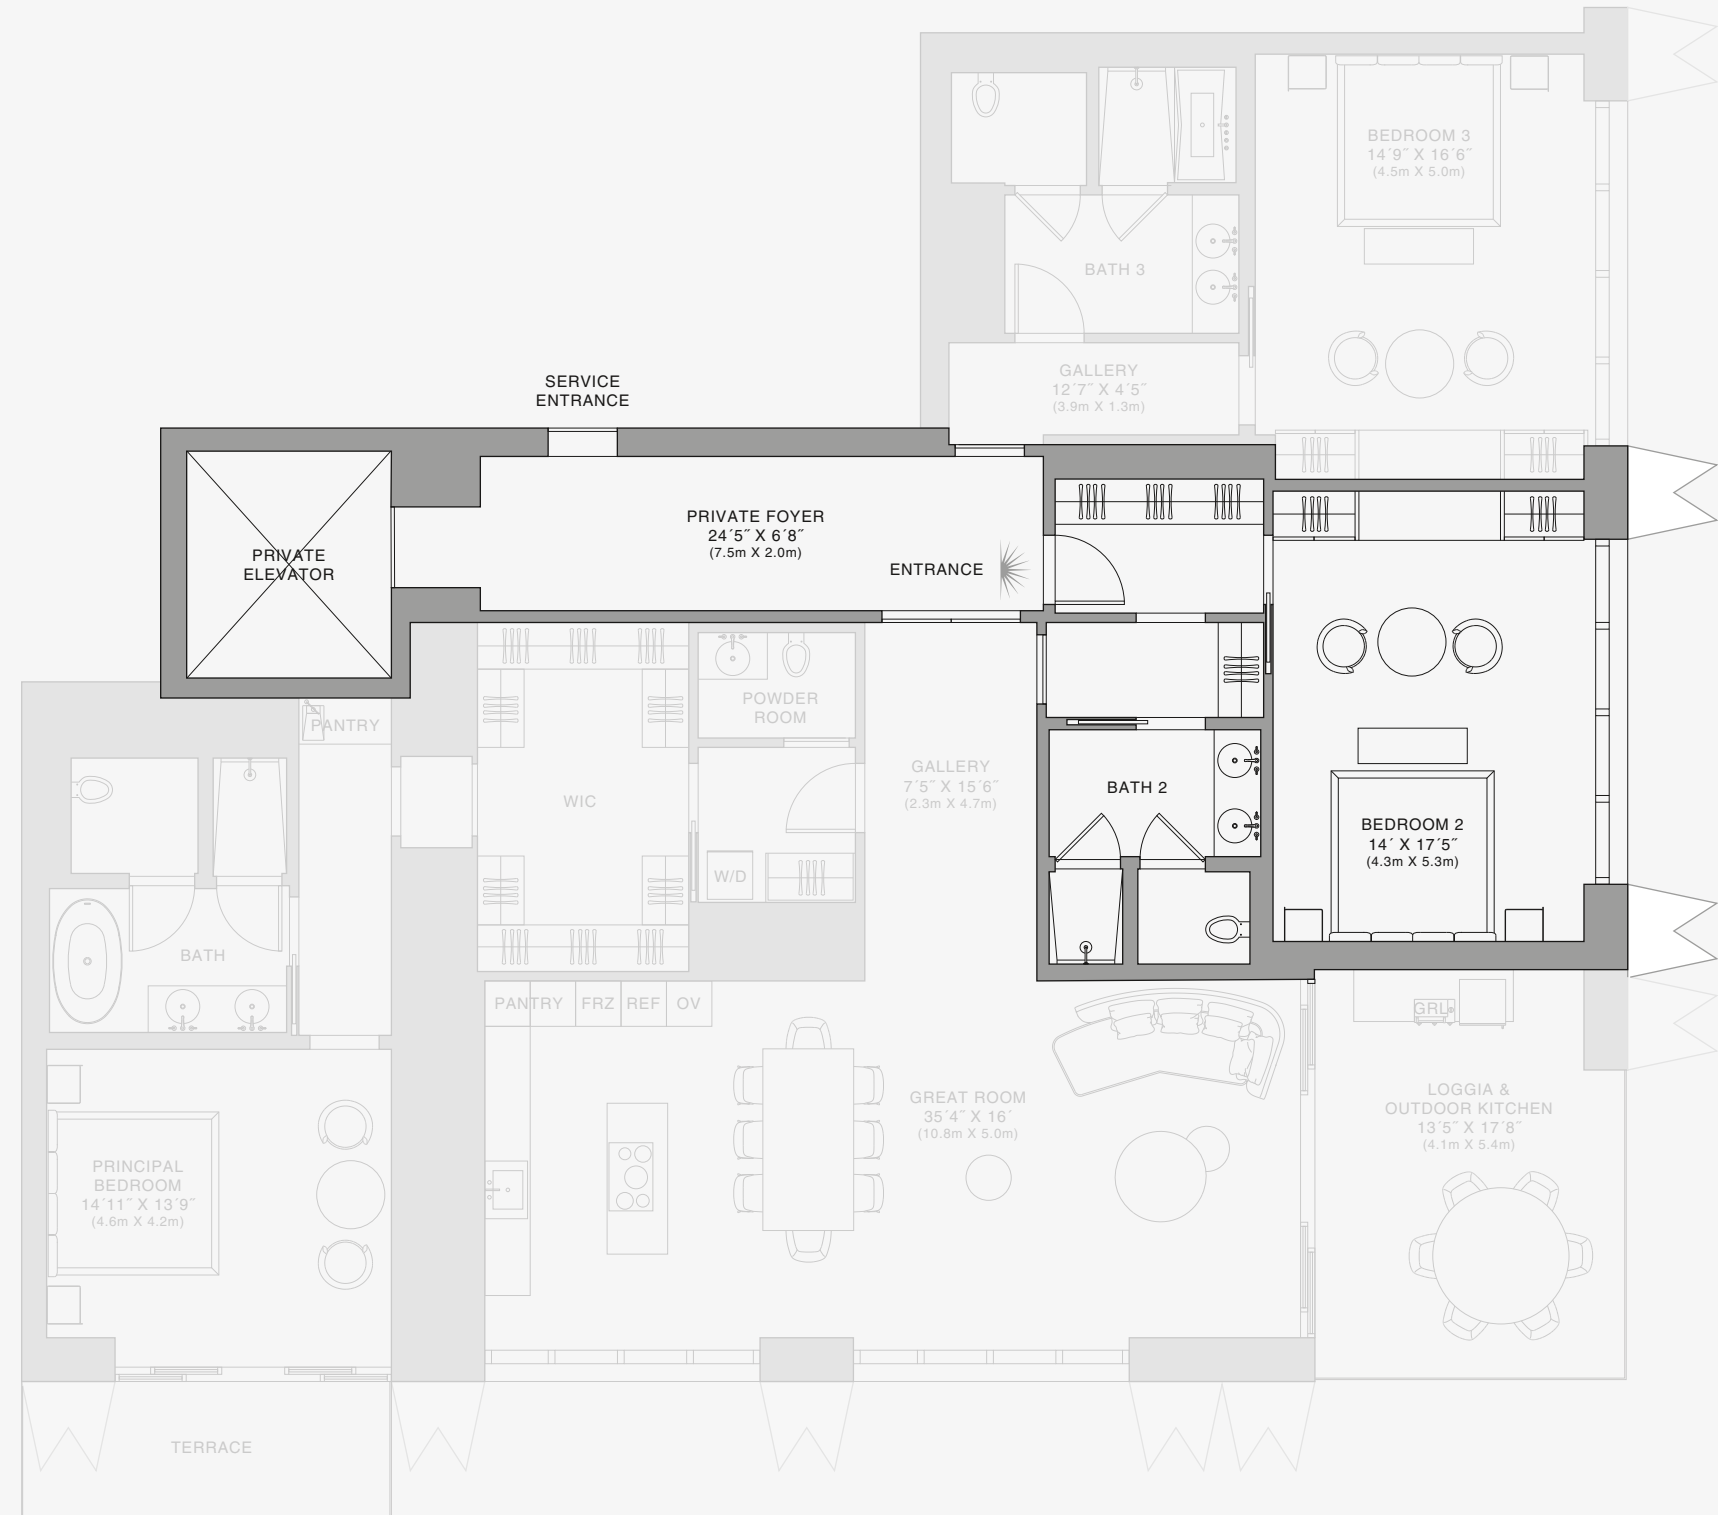 BEDROOM 3
14´9˝ X 16´6˝
(4.5m X 5.0m)
BATH 3
GALLERY
12´7˝ X 4´5˝
(3.9m X 1.3m)
SERVICE
ENTRANCE
PRIVATE FOYER
24´5˝ X 6´8˝
(7.5m X 2.0m)
PRIVATE
ELEVATOR
ENTRANCE
POWDER
ROOM
PANTRY
GALLERY
7´5˝ X 15´6˝
(2.3m X 4.7m)
WIC
BATH 2
BEDROOM 2
14´ X 17´5˝
(4.3m X 5.3m)
W/D
BATH
PANTRY
FRZ
REF
OV
GRL
GREAT ROOM
35´4˝ X 16´
(10.8m X 5.0m)
LOGGIA &
OUTDOOR KITCHEN
13´5˝ X 17´8˝
(4.1m X 5.4m)
PRINCIPAL
BEDROOM
14´11˝ X 13´9˝
(4.6m X 4.2m)
TERRACE